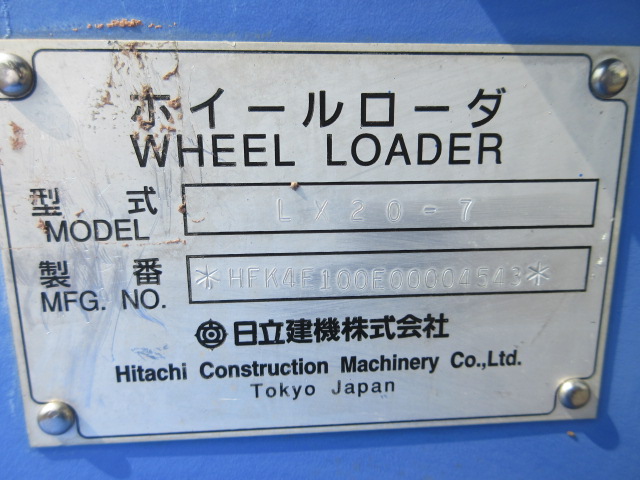 ホイールローダ
WHEEL LOADER
型式 LX20-7
MODEL
製番 *HFK4E100E00004543*
MFG. NO.
日立建機株式会社
Hitachi Construction Machinery Co.,Ltd.
Tokyo Japan